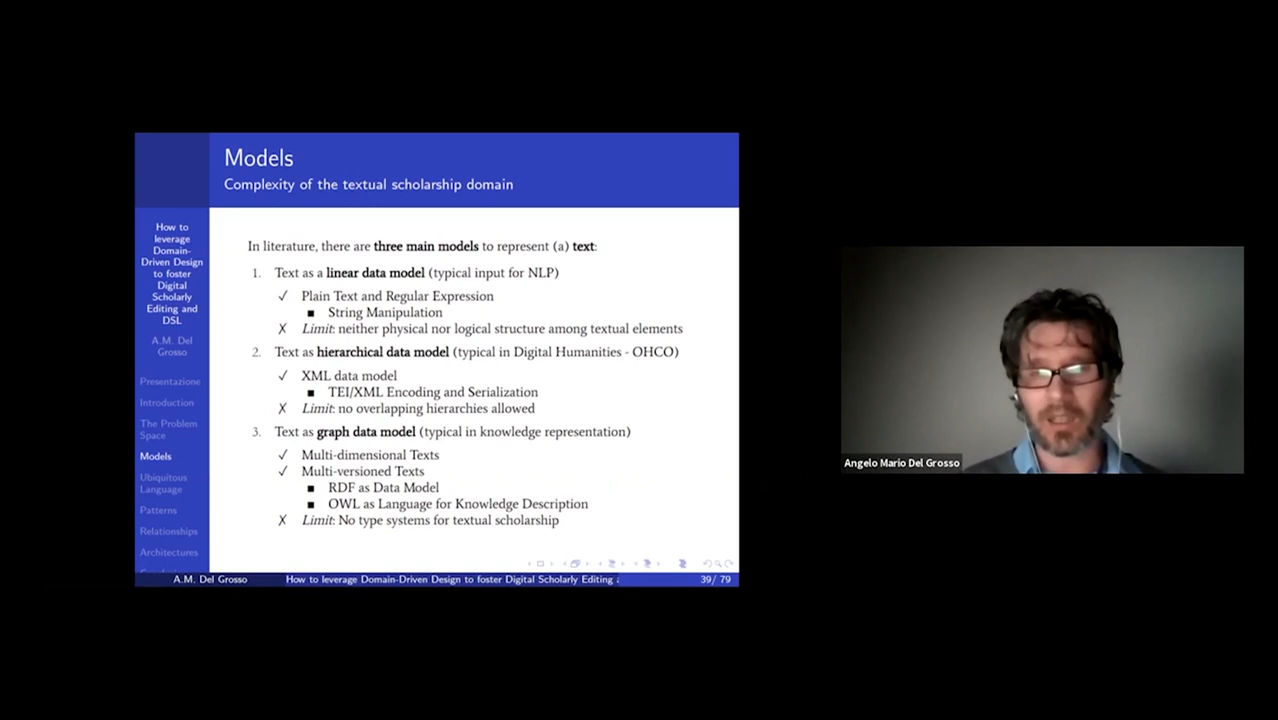 Models
Complexity of the textual scholarship domain
How to
leverage
Domain-
Driven Design
to foster
Digital
Scholarly
Editing and
DSL
A.M. Del
Grosso
Presentazione
Introduction
The Problem
Space
Models
Ubiquitous
Language
Patterns
Relationships
Architectures
In literature, there are three main models to represent (a) text:
1. Text as a linear data model (typical input for NLP)
✓ Plain Text and Regular Expression
■ String Manipulation
✗ Limit: neither physical nor logical structure among textual elements
2. Text as hierarchical data model (typical in Digital Humanities - OHCO)
✓ XML data model
■ TEI/XML Encoding and Serialization
✗ Limit: no overlapping hierarchies allowed
3. Text as graph data model (typical in knowledge representation)
✓ Multi-dimensional Texts
✓ Multi-versioned Texts
■ RDF as Data Model
■ OWL as Language for Knowledge Description
✗ Limit: No type systems for textual scholarship
A.M. Del Grosso How to leverage Domain-Driven Design to foster Digital Scholarly Editing 39/ 79
Angelo Mario Del Grosso